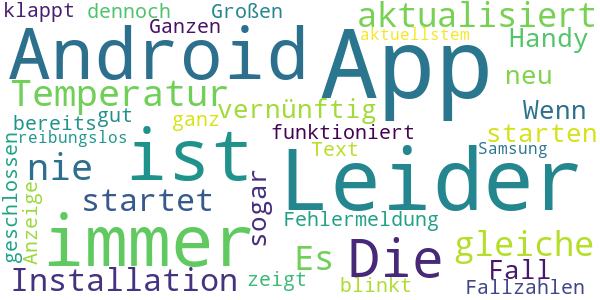 klappt dennoch Großen aktualisiert
Ganzen aktuellstem
Android App Handy
Temperatur neu
vernünftig Wenn
bereits gut ganz funktioniert starten
reibungslos Text Samsung
geschlossen nie ist Leider
startet sogar
Anzeige Fehlermeldung
immer Es Die gleiche
Installation zeigt Fall
blinkt Fallzahlen